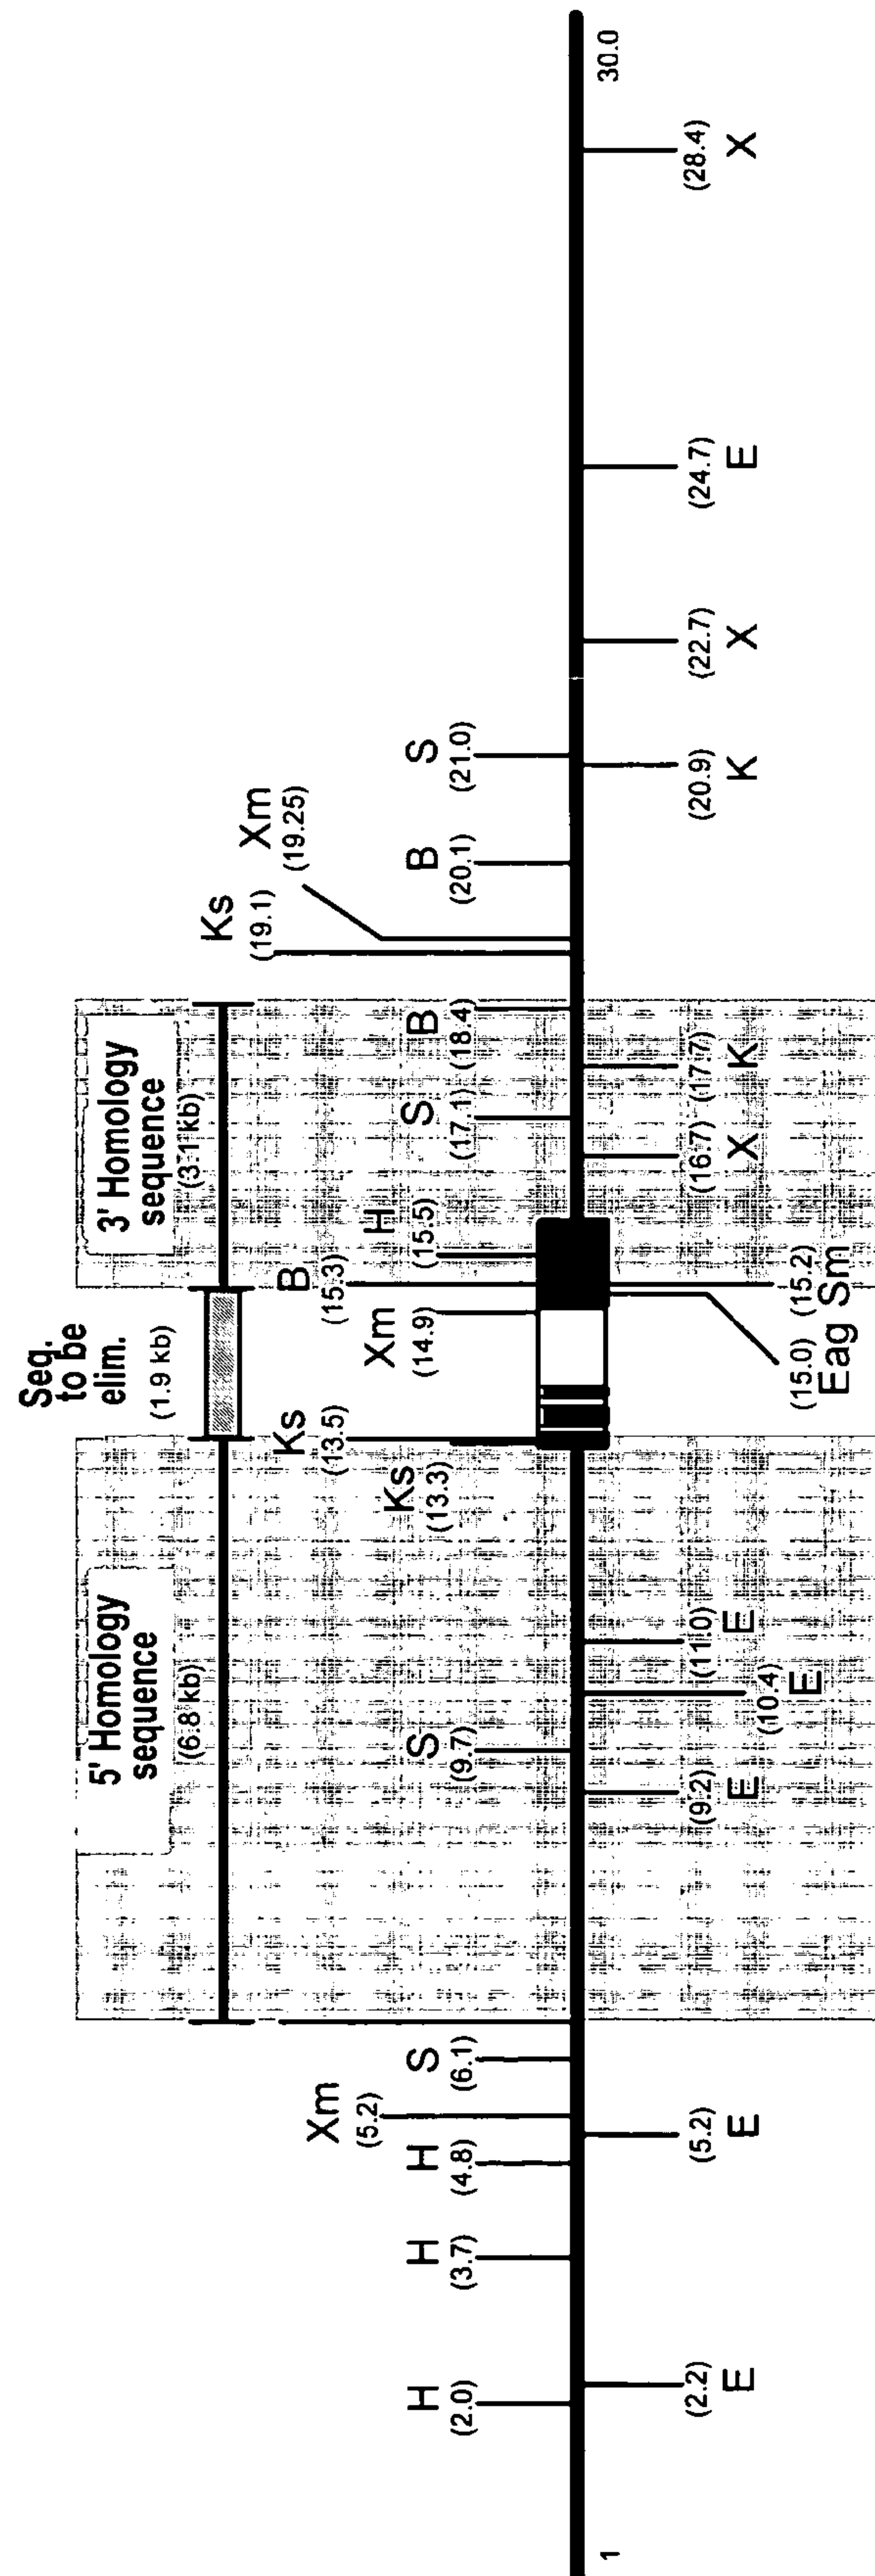 Seq.
to be
elim.
(1.9 kb)
5' Homology
sequence
(6.8 kb)
3' Homology
sequence
(3.1 kb)
H
(2.0)
H
(3.7)
H
(4.8)
Xm
(5.2)
S
(6.1)
S
(9.7)
Ks
(13.3)
Ks
(13.5)
Xm
(14.9)
B
(15.3)
H
(15.5)
S
(17.1)
B
(18.4)
Ks
(19.1)
Xm
(19.25)
B
(20.1)
S
(21.0)
1
30.0
(2.2)
E
(5.2)
E
(9.2)
E
(10.4)
E
(11.0)
E
(15.0)
Eag
(15.2)
Sm
(16.7)
X
(17.7)
K
(20.9)
K
(22.7)
X
(24.7)
E
(28.4)
X